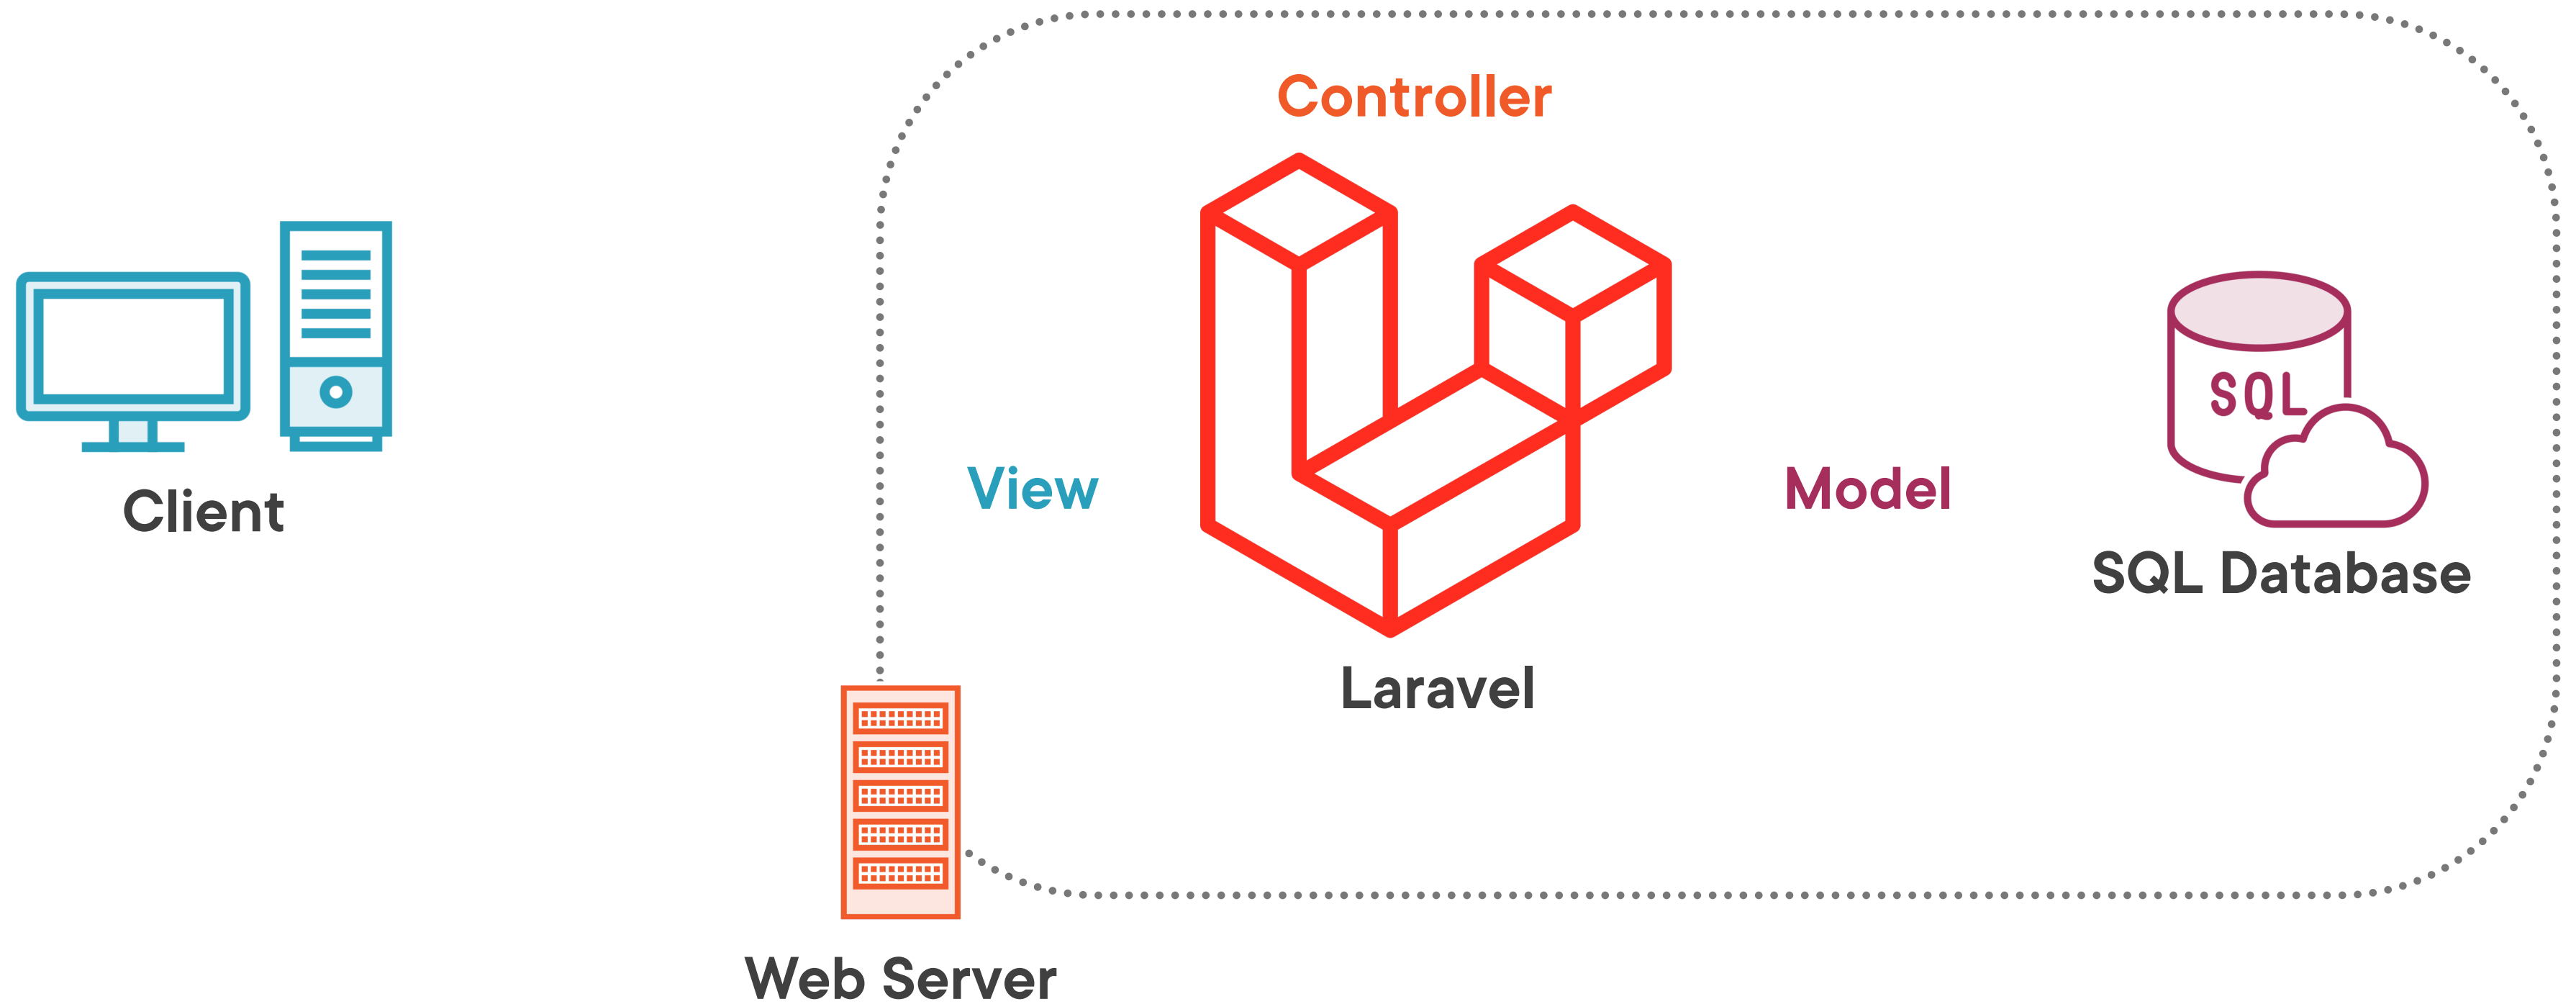 Controller
SQL
View
Model
Client
SQL Database
Laravel
Web Server